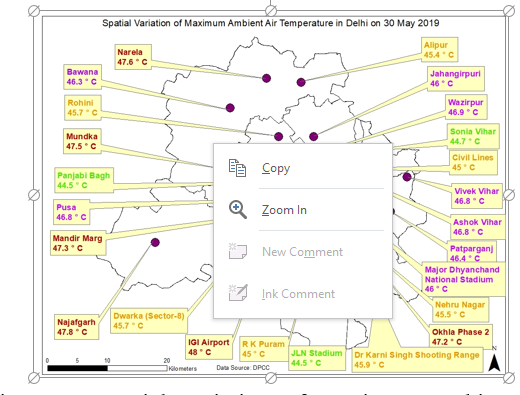 Spatial Variation of Maximum Ambient Air Temperature in Delhi on 30 May 2019
Narela
47.6 ° C
Alipur
45.4 ° C
Bawana
46.3 ° C
Jahangirpuri
46 ° C
Rohini
45.7 ° C
Wazirpur
46.9 ° C
Mundka
47.5 ° C
Sonia Vihar
44.7 ° C
Civil Lines
45 ° C
Panjabi Bagh
44.5 ° C
Vivek Vihar
46.8 ° C
Pusa
46.8 ° C
Ashok Vihar
46.8 ° C
Mandir Marg
47.3 ° C
Patparganj
46.4 ° C
Major Dhyanchand
National Stadium
46 ° C
Nehru Nagar
45.5 ° C
Najafgarh
47.8 ° C
Dwarka (Sector-8)
45.7 ° C
Okhla Phase 2
47.2 ° C
IGI Airport
48 ° C
R K Puram
45 ° C
JLN Stadium
44.5 ° C
Dr Karni Singh Shooting Range
45.9 ° C
Copy
Zoom In
New Comment
Ink Comment
0 5 10 20
Kilometers
Data Source: DPCC
N